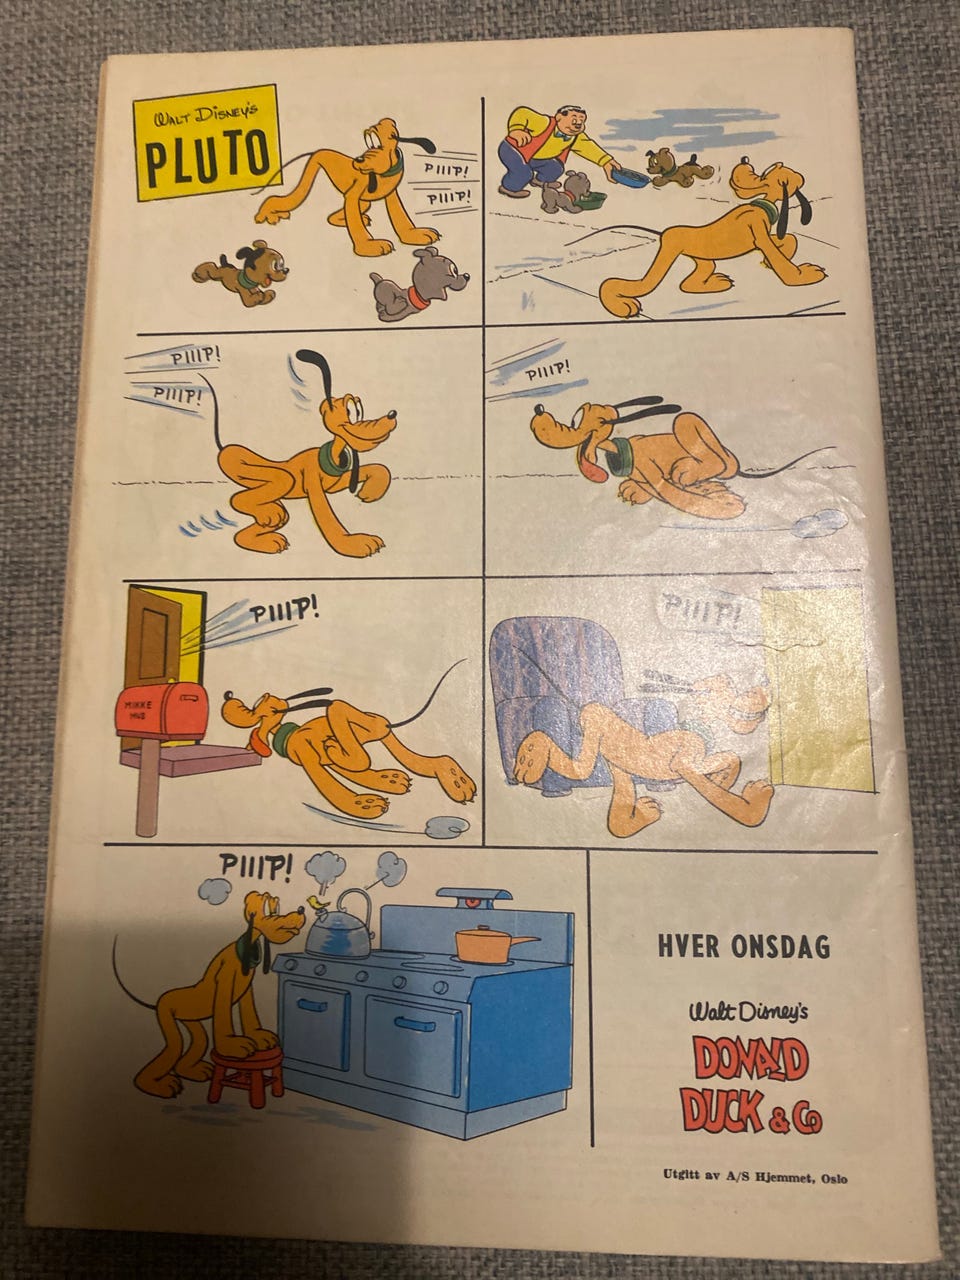 Walt Disney's
PLUTO
PIIIP!
PIIIP!
PIIIP!
PIIIP!
PIIIP!
PIIIP!
MIKKE
MUS
PIIIP!
PIIIP!
HVER ONSDAG
Walt Disney's
DONALD
DUCK & Co
Utgitt av A/S Hjemmet, Oslo